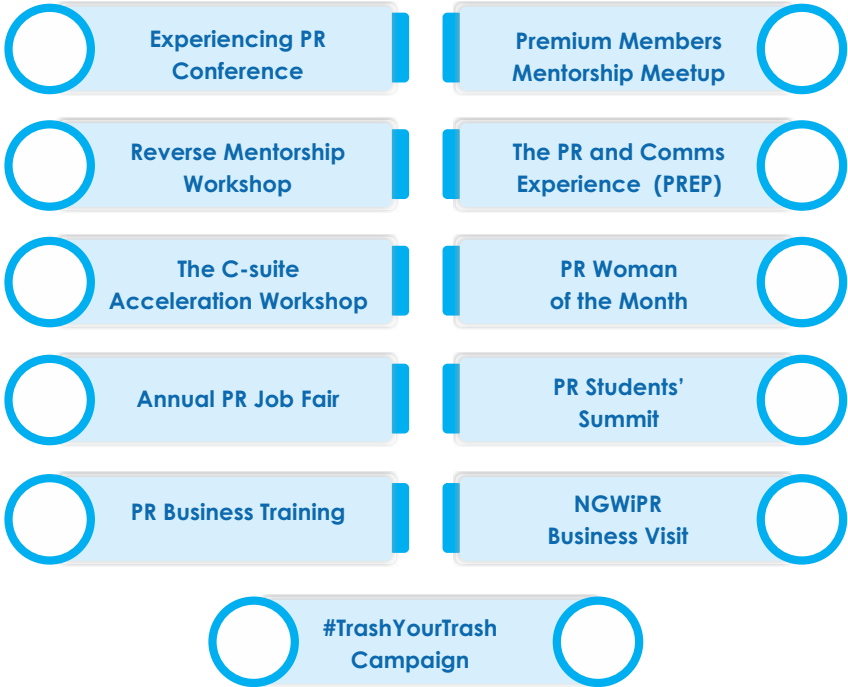 Experiencing PR
Conference
Premium Members
Mentorship Meetup
Reverse Mentorship
Workshop
The PR and Comms
Experience (PREP)
The C-suite
Acceleration Workshop
PR Woman
of the Month
Annual PR Job Fair
PR Students’
Summit
PR Business Training
NGWiPR
Business Visit
#TrashYourTrash
Campaign